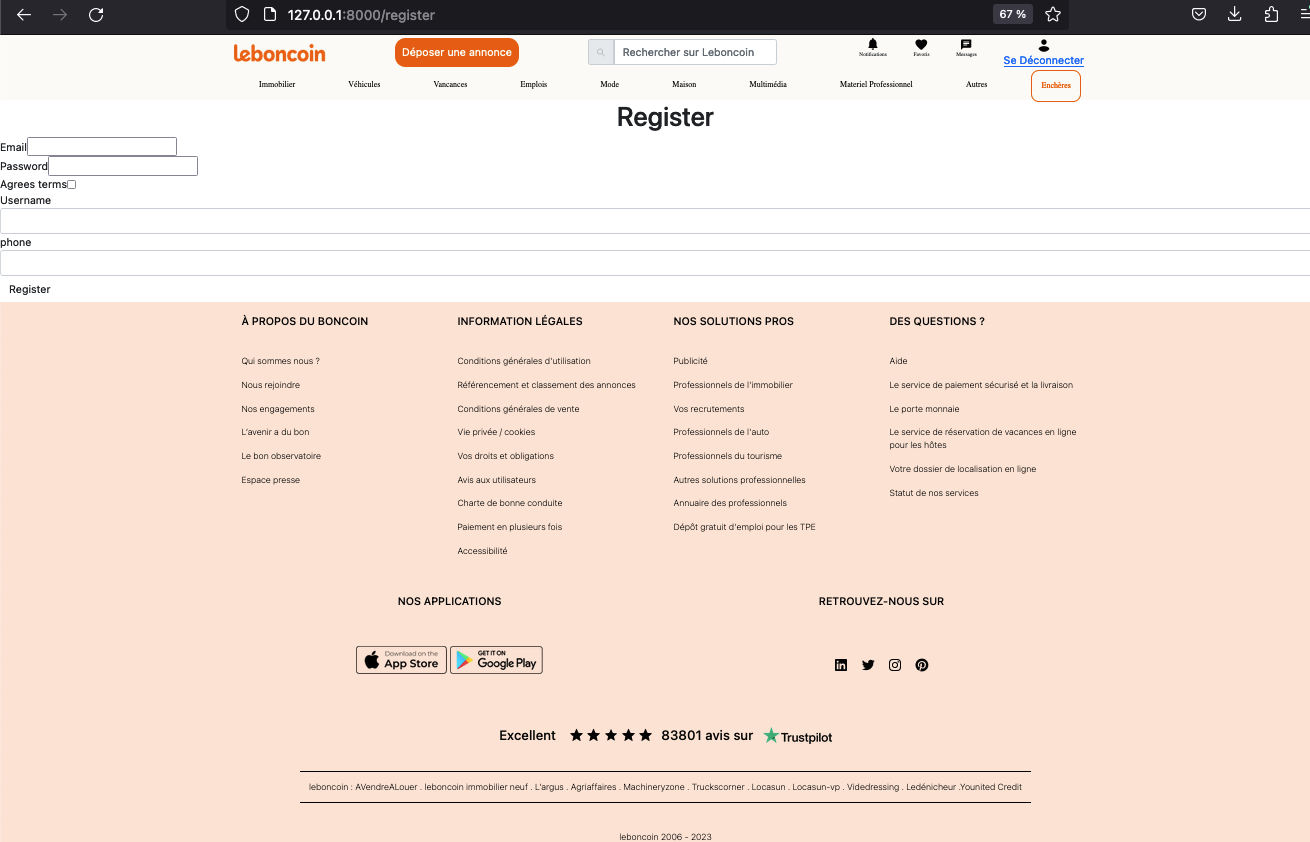 127.0.0.1:8000/register
67 %
leboncoin
Déposer une annonce
Rechercher sur Leboncoin
Notifications
Favoris
Messages
Se Déconnecter
Immobilier
Véhicules
Vancances
Emplois
Mode
Maison
Multimédia
Materiel Professionnel
Autres
Enchères
Register
Email
Password
Agrees terms
Username
phone
Register
À PROPOS DU BONCOIN
Qui sommes nous ?
Nous rejoindre
Nos engagements
L'avenir a du bon
Le bon observatoire
Espace presse
INFORMATION LÉGALES
Conditions générales d'utilisation
Référencement et classement des annonces
Conditions générales de vente
Vie privée / cookies
Vos droits et obligations
Avis aux utilisateurs
Charte de bonne conduite
Paiement en plusieurs fois
Accessibilité
NOS SOLUTIONS PROS
Publicité
Professionnels de l'immobilier
Vos recrutements
Professionnels de l'auto
Professionnels du tourisme
Autres solutions professionnelles
Annuaire des professionnels
Dépôt gratuit d'emploi pour les TPE
DES QUESTIONS ?
Aide
Le service de paiement sécurisé et la livraison
Le porte monnaie
Le service de réservation de vacances en ligne
pour les hôtes
Votre dossier de localisation en ligne
Statut de nos services
NOS APPLICATIONS
Download on the
App Store
GET IT ON
Google Play
RETROUVEZ-NOUS SUR
Excellent
83801 avis sur
Trustpilot
leboncoin : AVendreALouer . leboncoin immobilier neuf . L'argus . Agriaffaires . Machineryzone . Truckscorner . Locasun . Locasun-vp . Videdressing . Ledénicheur .Younited Credit
leboncoin 2006 - 2023